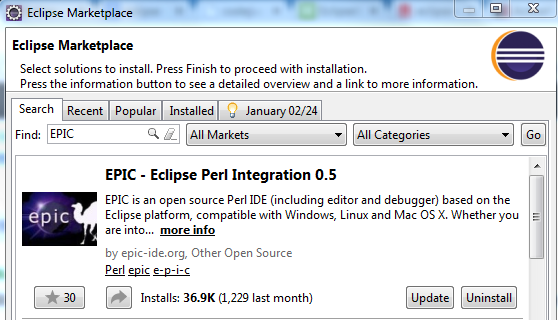 Eclipse Marketplace
Eclipse Marketplace
Select solutions to install. Press Finish to proceed with installation.
Press the information button to see a detailed overview and a link to more information.
Search Recent Popular Installed January 02/24
Find: EPIC All Markets All Categories Go
EPIC - Eclipse Perl Integration 0.5
epic
EPIC is an open source Perl IDE (including editor and debugger) based on the
Eclipse platform, compatible with Windows, Linux and Mac OS X. Whether you
are into... more info
by epic-ide.org, Other Open Source
Perl epic e-p-i-c
30 Installs: 36.9K (1,229 last month) Update Uninstall